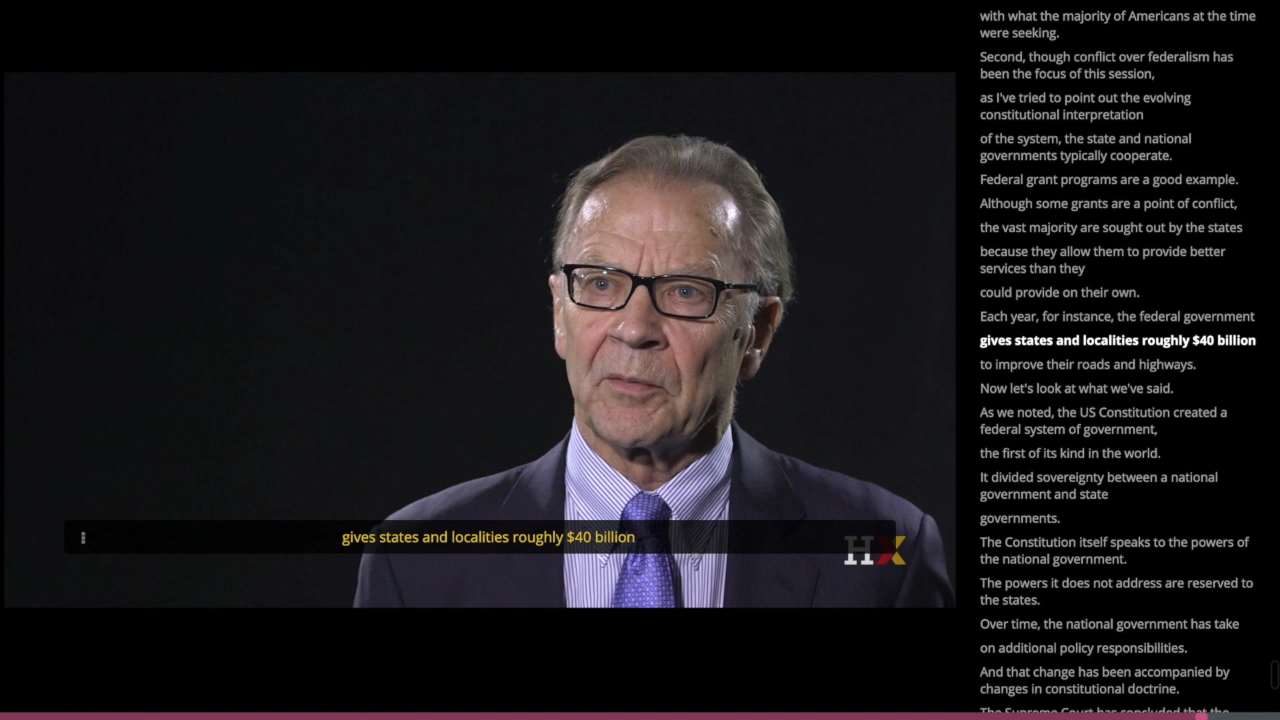 with what the majority of Americans at the time
were seeking.
Second, though conflict over federalism has
been the focus of this session,
as I've tried to point out the evolving
constitutional interpretation
of the system, the state and national
governments typically cooperate.
Federal grant programs are a good example.
Although some grants are a point of conflict,
the vast majority are sought out by the states
because they allow them to provide better
services than they
could provide on their own.
Each year, for instance, the federal government
gives states and localities roughly $40 billion
to improve their roads and highways.
Now let's look at what we've said.
As we noted, the US Constitution created a
federal system of government,
the first of its kind in the world.
It divided sovereignty between a national
government and state
governments.
The Constitution itself speaks to the powers of
the national government.
The powers it does not address are reserved to
the states.
Over time, the national government has take
on additional policy responsibilities.
And that change has been accompanied by
changes in constitutional doctrine.
The Supreme Court has concluded that the
gives states and localities roughly $40 billion
HX